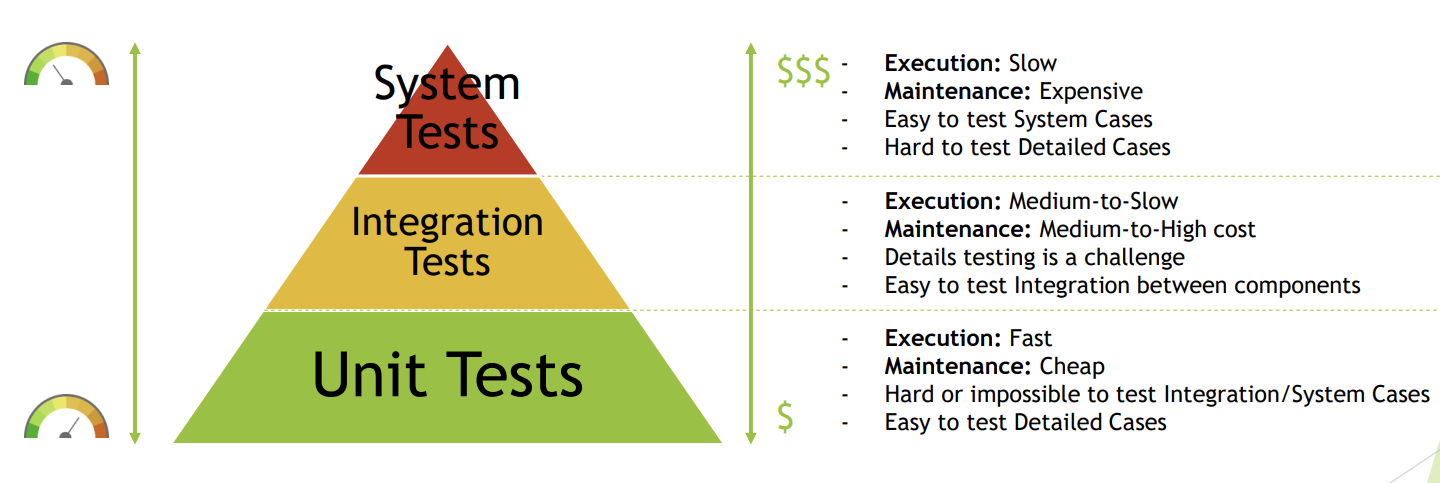 System
Tests
Integration
Tests
Unit Tests
$$$
- Execution: Slow
- Maintenance: Expensive
- Easy to test System Cases
- Hard to test Detailed Cases
- Execution: Medium-to-Slow
- Maintenance: Medium-to-High cost
- Details testing is a challenge
- Easy to test Integration between components
- Execution: Fast
- Maintenance: Cheap
- Hard or impossible to test Integration/System Cases
- Easy to test Detailed Cases
$